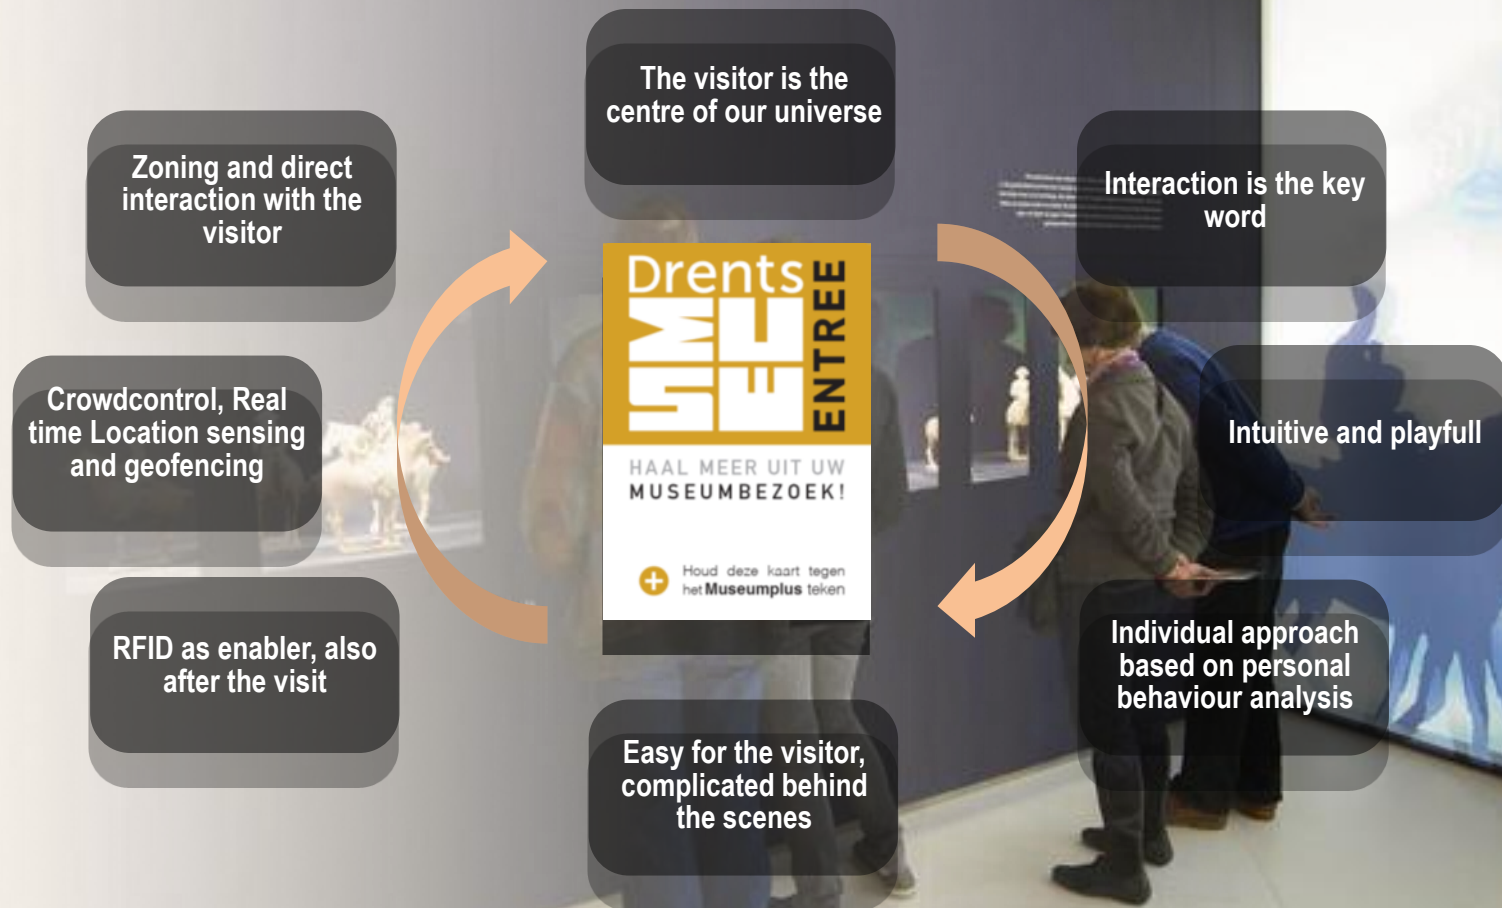 The visitor is the
centre of our universe
Interaction is the key
word
Intuitive and playfull
Individual approach
based on personal
behaviour analysis
Easy for the visitor,
complicated behind
the scenes
RFID as enabler, also
after the visit
Crowdcontrol, Real
time Location sensing
and geofencing
Zoning and direct
interaction with the
visitor
Drents
MUSEUM
ENTREE
HAAL MEER UIT UW
MUSEUMBEZOEK!
Houd deze kaart tegen
het Museumplus teken